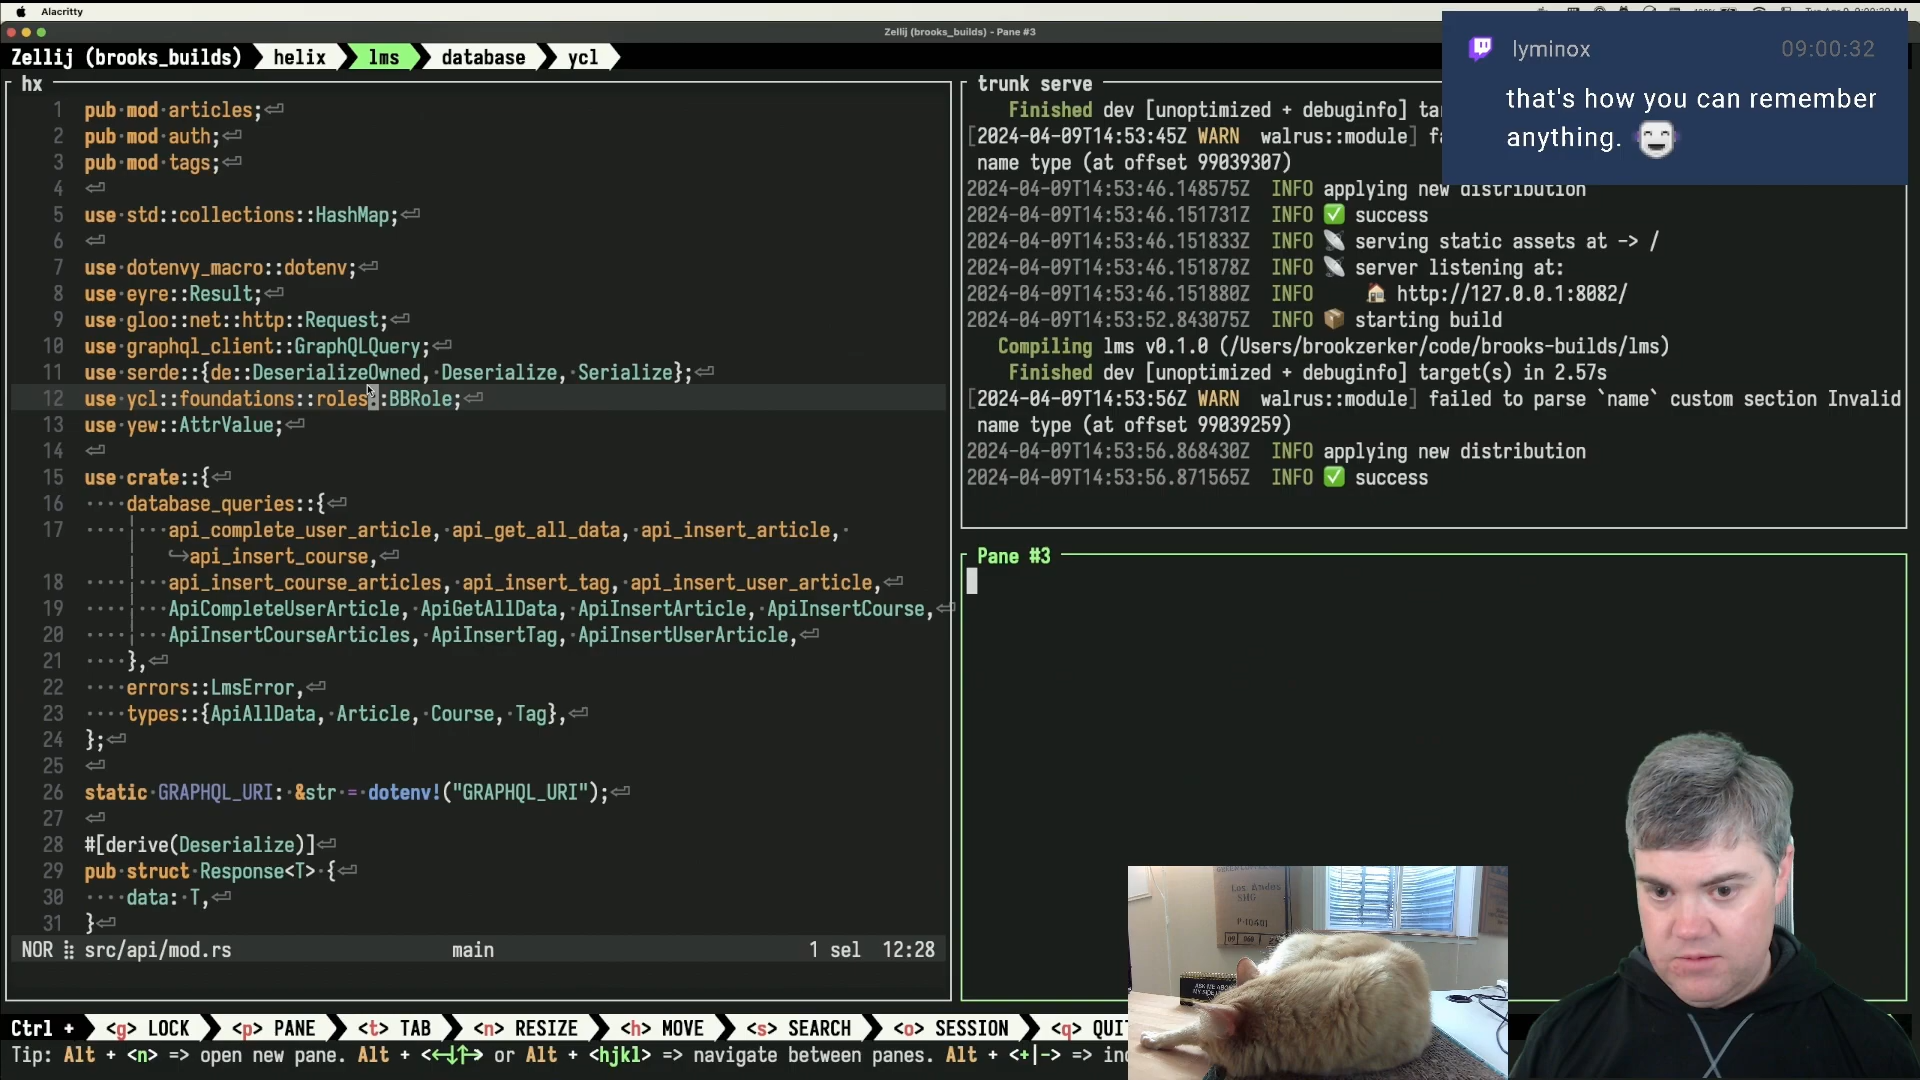 Alacritty
Zellij (brooks_builds) - Pane #3
Zellij (brooks_builds) helix lms database ycl
lyminox 09:00:32
that's how you can remember
anything.
hx
1 pub·mod·articles;⏎
2 pub·mod·auth;⏎
3 pub·mod·tags;⏎
4 ⏎
5 use·std::collections::HashMap;⏎
6 ⏎
7 use·dotenvy_macro::dotenv;⏎
8 use·eyre::Result;⏎
9 use·gloo::net::http::Request;⏎
10 use·graphql_client::GraphQLQuery;⏎
11 use·serde::{de::DeserializeOwned,·Deserialize,·Serialize};⏎
12 use·ycl::foundations::roles::BBRole;⏎
13 use·yew::AttrValue;⏎
14 ⏎
15 use·crate::{⏎
16 ····database_queries::{⏎
17 ····¦···api_complete_user_article,·api_get_all_data,·api_insert_article,·
↪api_insert_course,⏎
18 ····¦···api_insert_course_articles,·api_insert_tag,·api_insert_user_article,⏎
19 ····¦···ApiCompleteUserArticle,·ApiGetAllData,·ApiInsertArticle,·ApiInsertCourse,⏎
20 ····¦···ApiInsertCourseArticles,·ApiInsertTag,·ApiInsertUserArticle,⏎
21 ····},⏎
22 ····errors::LmsError,⏎
23 ····types::{ApiAllData,·Article,·Course,·Tag},⏎
24 };⏎
25 ⏎
26 static·GRAPHQL_URI:·&str·=·dotenv!("GRAPHQL_URI");⏎
27 ⏎
28 #[derive(Deserialize)]⏎
29 pub·struct·Response<T>·{⏎
30 ····data:·T,⏎
31 }⏎
NOR src/api/mod.rs main 1 sel 12:28
trunk serve
Finished dev [unoptimized + debuginfo]
[2024-04-09T14:53:45Z WARN walrus::module]
name type (at offset 99039307)
2024-04-09T14:53:46.148575Z INFO applying new distribution
2024-04-09T14:53:46.151731Z INFO ✅ success
2024-04-09T14:53:46.151833Z INFO 📡 serving static assets at -> /
2024-04-09T14:53:46.151878Z INFO 📡 server listening at:
2024-04-09T14:53:46.151880Z INFO 🏠 http://127.0.0.1:8082/
2024-04-09T14:53:52.843075Z INFO 📦 starting build
Compiling lms v0.1.0 (/Users/brookzerker/code/brooks-builds/lms)
Finished dev [unoptimized + debuginfo] target(s) in 2.57s
[2024-04-09T14:53:56Z WARN walrus::module] failed to parse `name` custom section Invalid
name type (at offset 99039259)
2024-04-09T14:53:56.868430Z INFO applying new distribution
2024-04-09T14:53:56.871565Z INFO ✅ success
Pane #3
Los Andes
SHG
P-10401
ASK ME ABOUT
Ctrl + <g> LOCK <p> PANE <t> TAB <n> RESIZE <h> MOVE <s> SEARCH <o> SESSION <q>
Tip: Alt + <n> => open new pane. Alt + <←↓↑→> or Alt + <hjkl> => navigate between panes. Alt + <+|-> =>